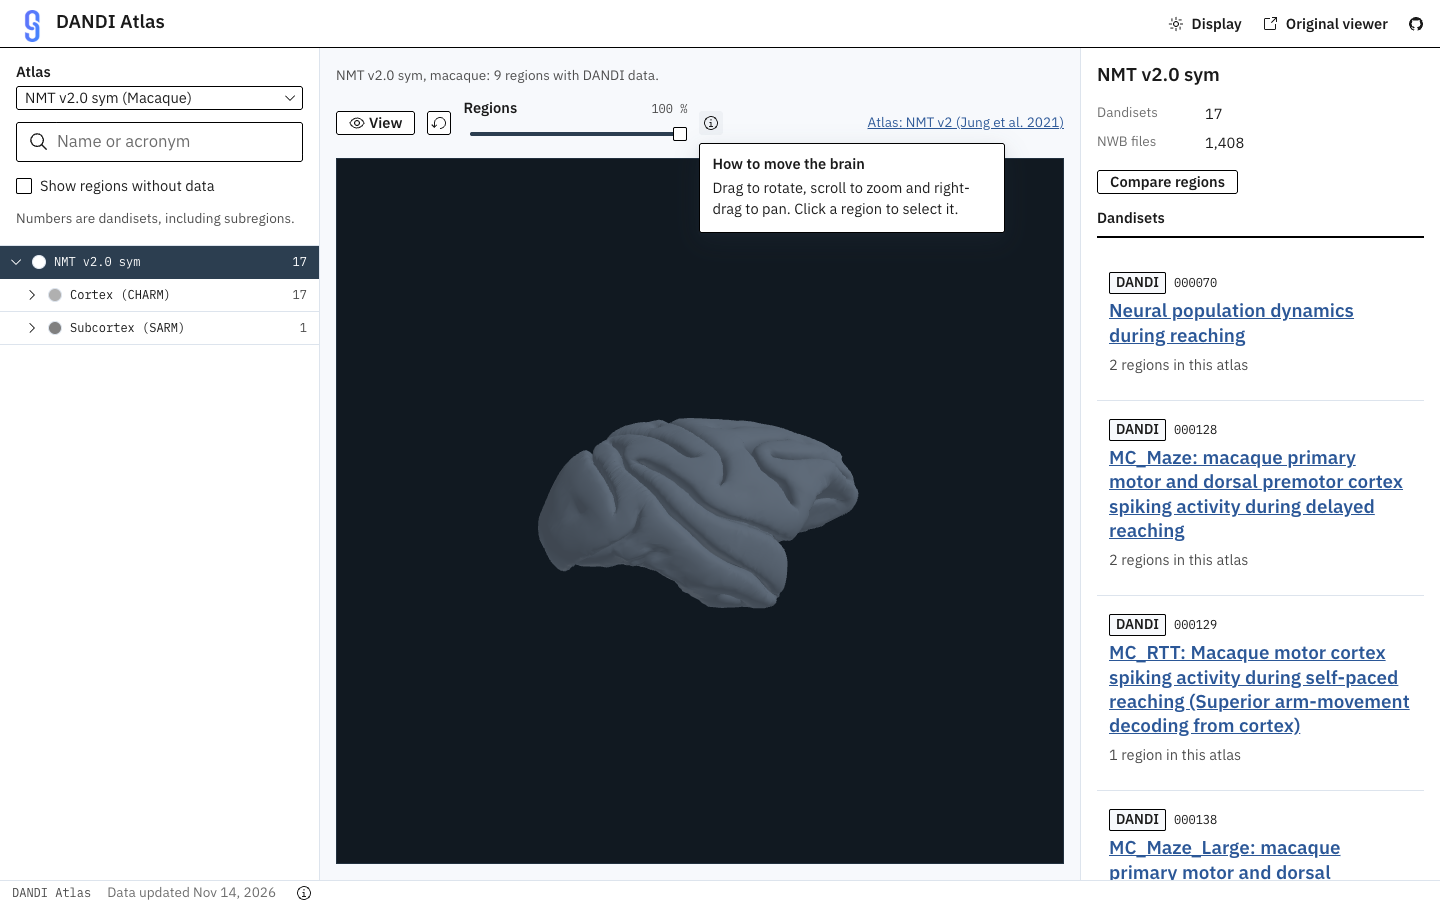 DANDI Atlas
Display
Original viewer
Atlas
NMT v2.0 sym (Macaque)
Name or acronym
Show regions without data
Numbers are dandisets, including subregions.
NMT v2.0 sym 17
Cortex (CHARM) 17
Subcortex (SARM) 1
NMT v2.0 sym, macaque: 9 regions with DANDI data.
View
Regions 100 %
Atlas: NMT v2 (Jung et al. 2021)
How to move the brain
Drag to rotate, scroll to zoom and right-
drag to pan. Click a region to select it.
NMT v2.0 sym
Dandisets 17
NWB files 1,408
Compare regions
Dandisets
DANDI 000070
Neural population dynamics
during reaching
2 regions in this atlas
DANDI 000128
MC_Maze: macaque primary
motor and dorsal premotor cortex
spiking activity during delayed
reaching
2 regions in this atlas
DANDI 000129
MC_RTT: Macaque motor cortex
spiking activity during self-paced
reaching (Superior arm-movement
decoding from cortex)
1 region in this atlas
DANDI 000138
MC_Maze_Large: macaque
primary motor and dorsal
DANDI Atlas Data updated Nov 14, 2026